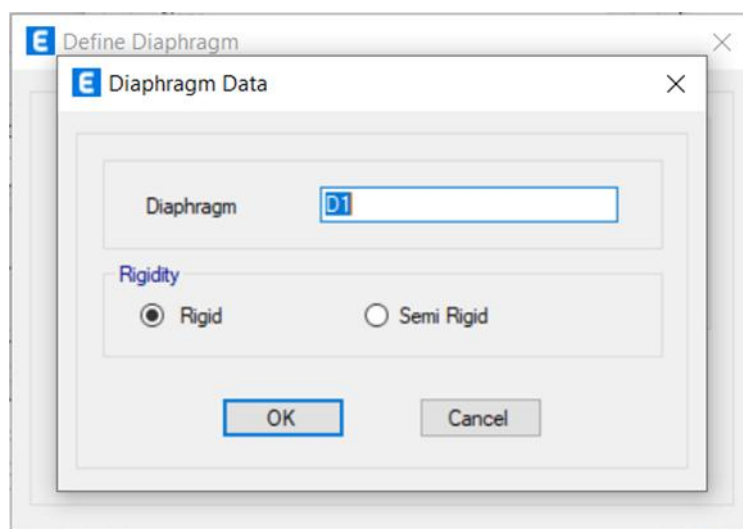 E Define Diaphragm
E Diaphragm Data
Diaphragm D1
Rigidity
Rigid Semi Rigid
OK Cancel